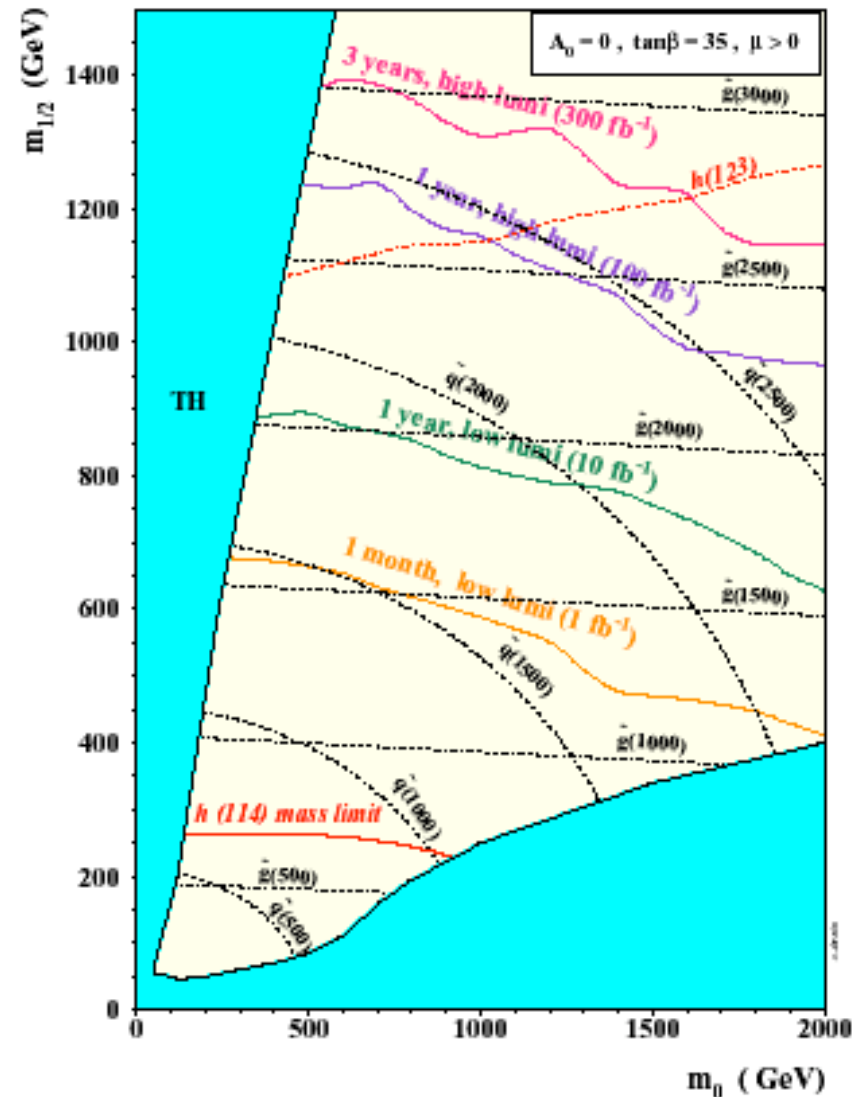 m₁/₂ (GeV)
1400
1200
1000
800
600
400
200
0
A₀ = 0 , tanβ = 35 , μ > 0
3 years, high lumi (300 fb⁻¹)
g̃(3000)
h(123)
1 year, high lumi (100 fb⁻¹)
g̃(2500)
q̃(2500)
TH
q̃(2000)
1 year, low lumi (10 fb⁻¹)
g̃(2000)
1 month, low lumi (1 fb⁻¹)
g̃(1500)
q̃(1500)
g̃(1000)
q̃(1000)
h (114) mass limit
g̃(500)
q̃(500)
0
500
1000
1500
2000
m₀ ( GeV)